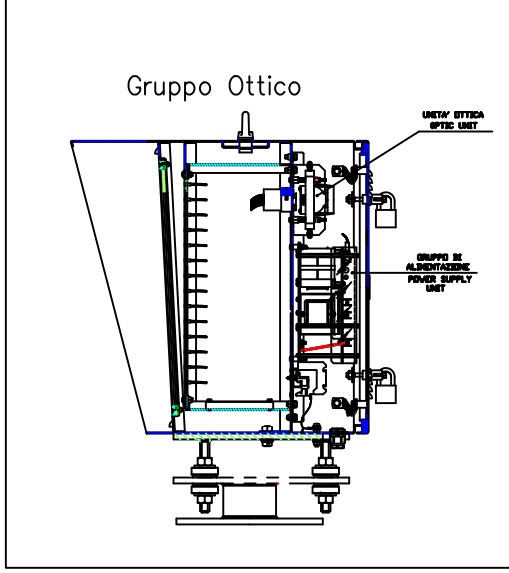 Gruppo Ottico
UNITA' OTTICA
OPTIC UNIT
GRUPPO DI
ALIMENTAZIONE
POWER SUPPLY
UNIT